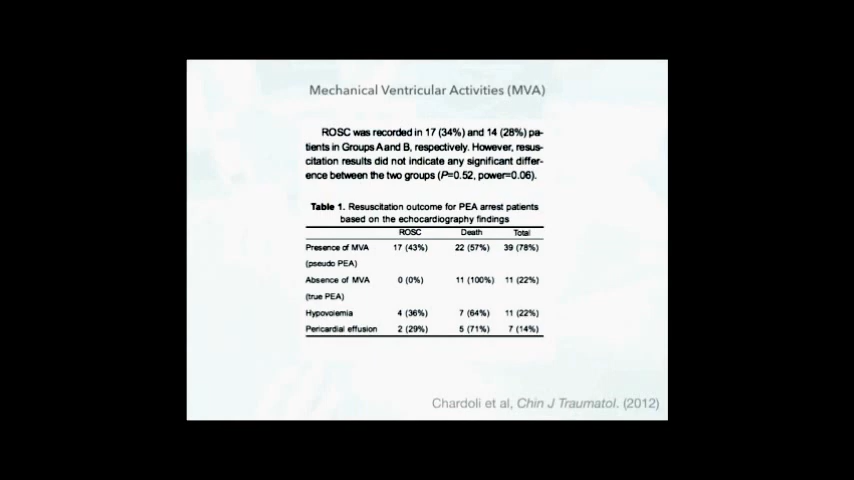 Mechanical Ventricular Activities (MVA)
ROSC was recorded in 17 (34%) and 14 (28%) pa-
tients in Groups A and B, respectively. However, resus-
citation results did not indicate any significant differ-
ence between the two groups (P=0.52, power=0.06).
Table 1. Resuscitation outcome for PEA arrest patients
based on the echocardiography findings
ROSC Death Total
Presence of MVA 17 (43%) 22 (57%) 39 (78%)
(pseudo PEA)
Absence of MVA 0 (0%) 11 (100%) 11 (22%)
(true PEA)
Hypovolemia 4 (36%) 7 (64%) 11 (22%)
Pericardial effusion 2 (29%) 5 (71%) 7 (14%)
Chardoli et al, Chin J Traumatol. (2012)